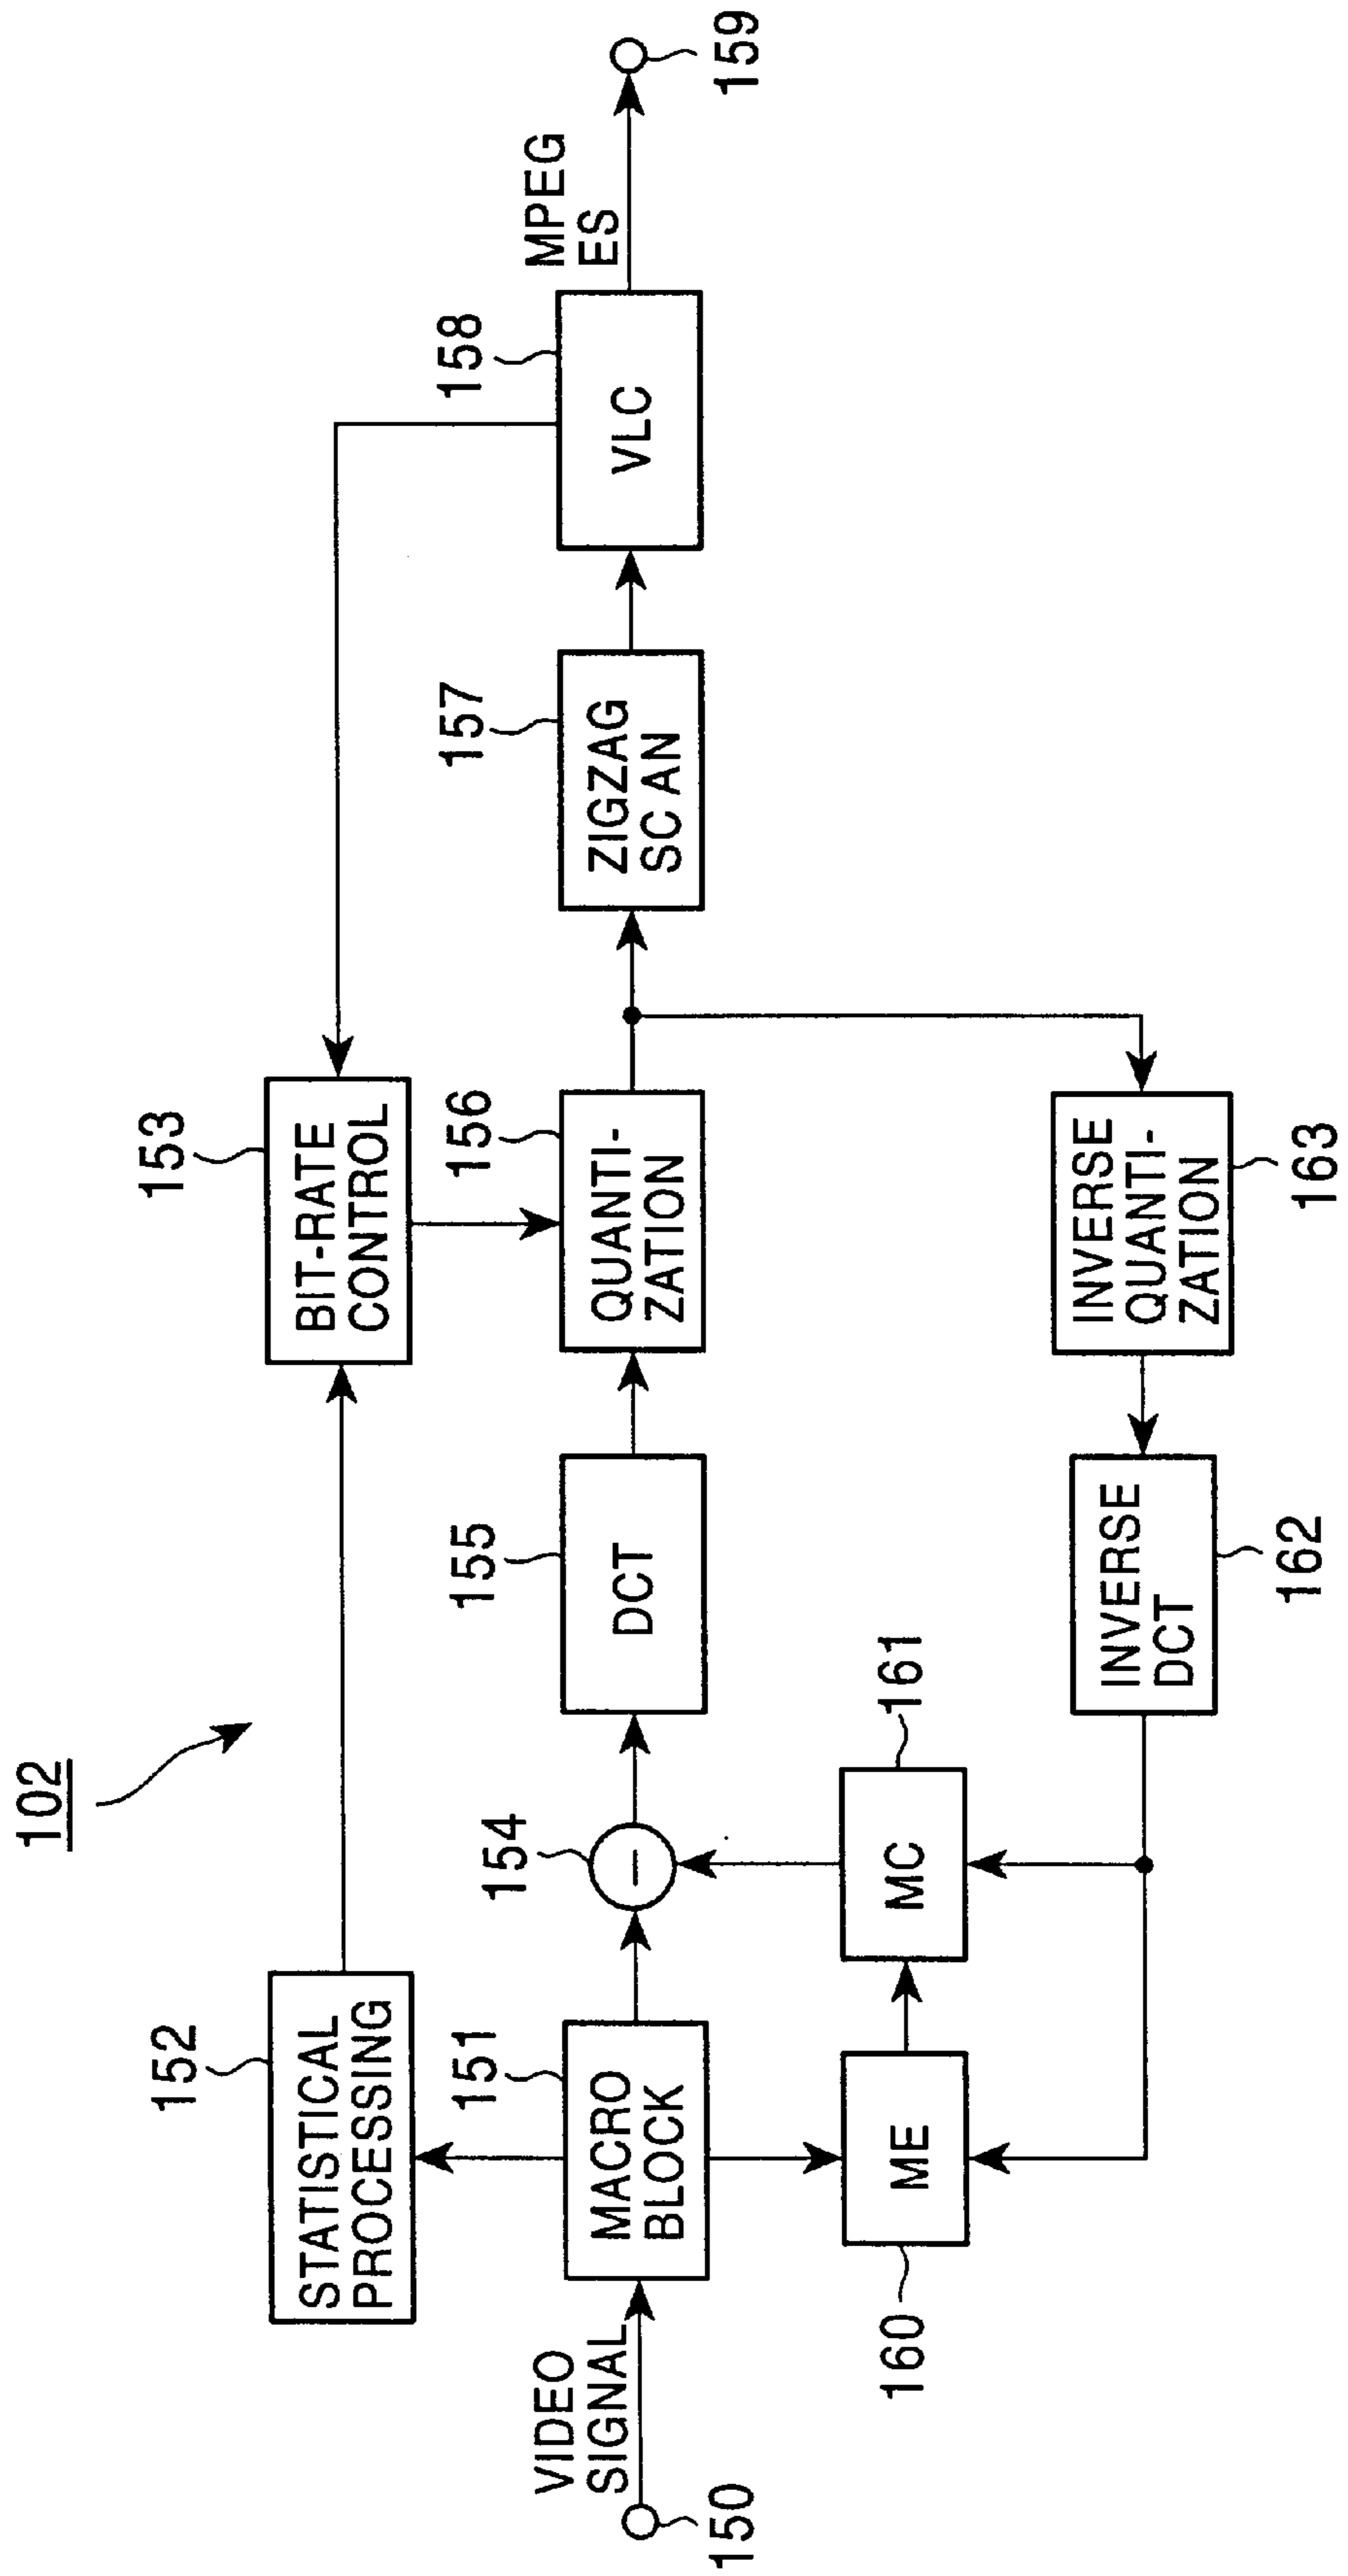 102
152
STATISTICAL
PROCESSING
153
BIT-RATE
CONTROL
VIDEO
SIGNAL
150
151
MACRO
BLOCK
154
−
155
DCT
156
QUANTI-
ZATION
157
ZIGZAG
SC AN
158
VLC
MPEG
ES
159
160
ME
161
MC
162
INVERSE
DCT
163
INVERSE
QUANTI-
ZATION